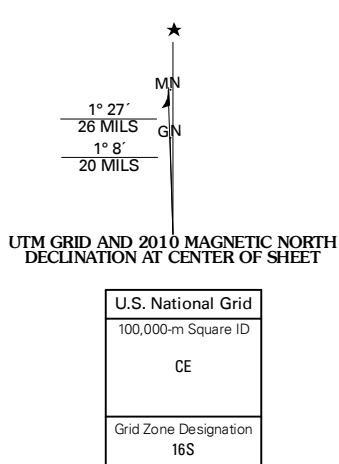 ★
MN
1° 27´
26 MILS
GN
1° 8´
20 MILS
UTM GRID AND 2010 MAGNETIC NORTH
DECLINATION AT CENTER OF SHEET
U.S. National Grid
100,000-m Square ID
CE
Grid Zone Designation
16S